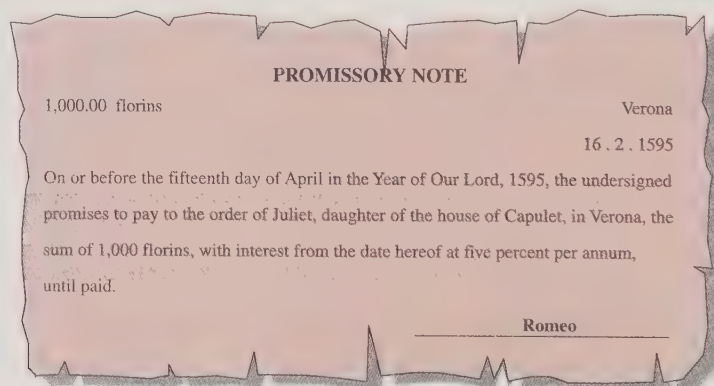 PROMISSORY NOTE
1,000.00 florins
Verona
16 . 2 . 1595
On or before the fifteenth day of April in the Year of Our Lord, 1595, the undersigned
promises to pay to the order of Juliet, daughter of the house of Capulet, in Verona, the
sum of 1,000 florins, with interest from the date hereof at five percent per annum,
until paid.
Romeo